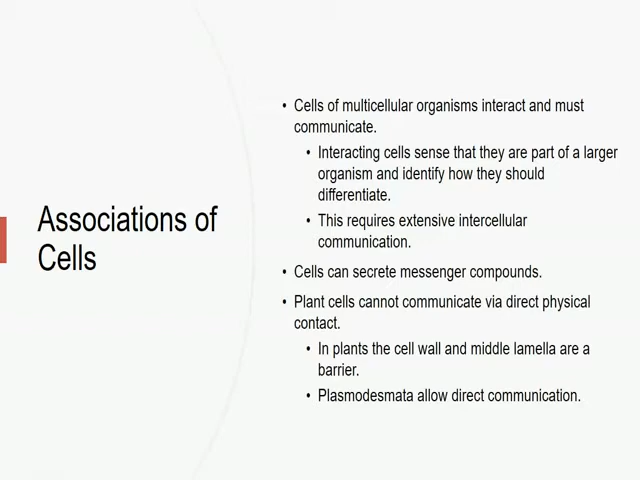 Associations of
Cells
• Cells of multicellular organisms interact and must
communicate.
• Interacting cells sense that they are part of a larger
organism and identify how they should
differentiate.
• This requires extensive intercellular
communication.
• Cells can secrete messenger compounds.
• Plant cells cannot communicate via direct physical
contact.
• In plants the cell wall and middle lamella are a
barrier.
• Plasmodesmata allow direct communication.